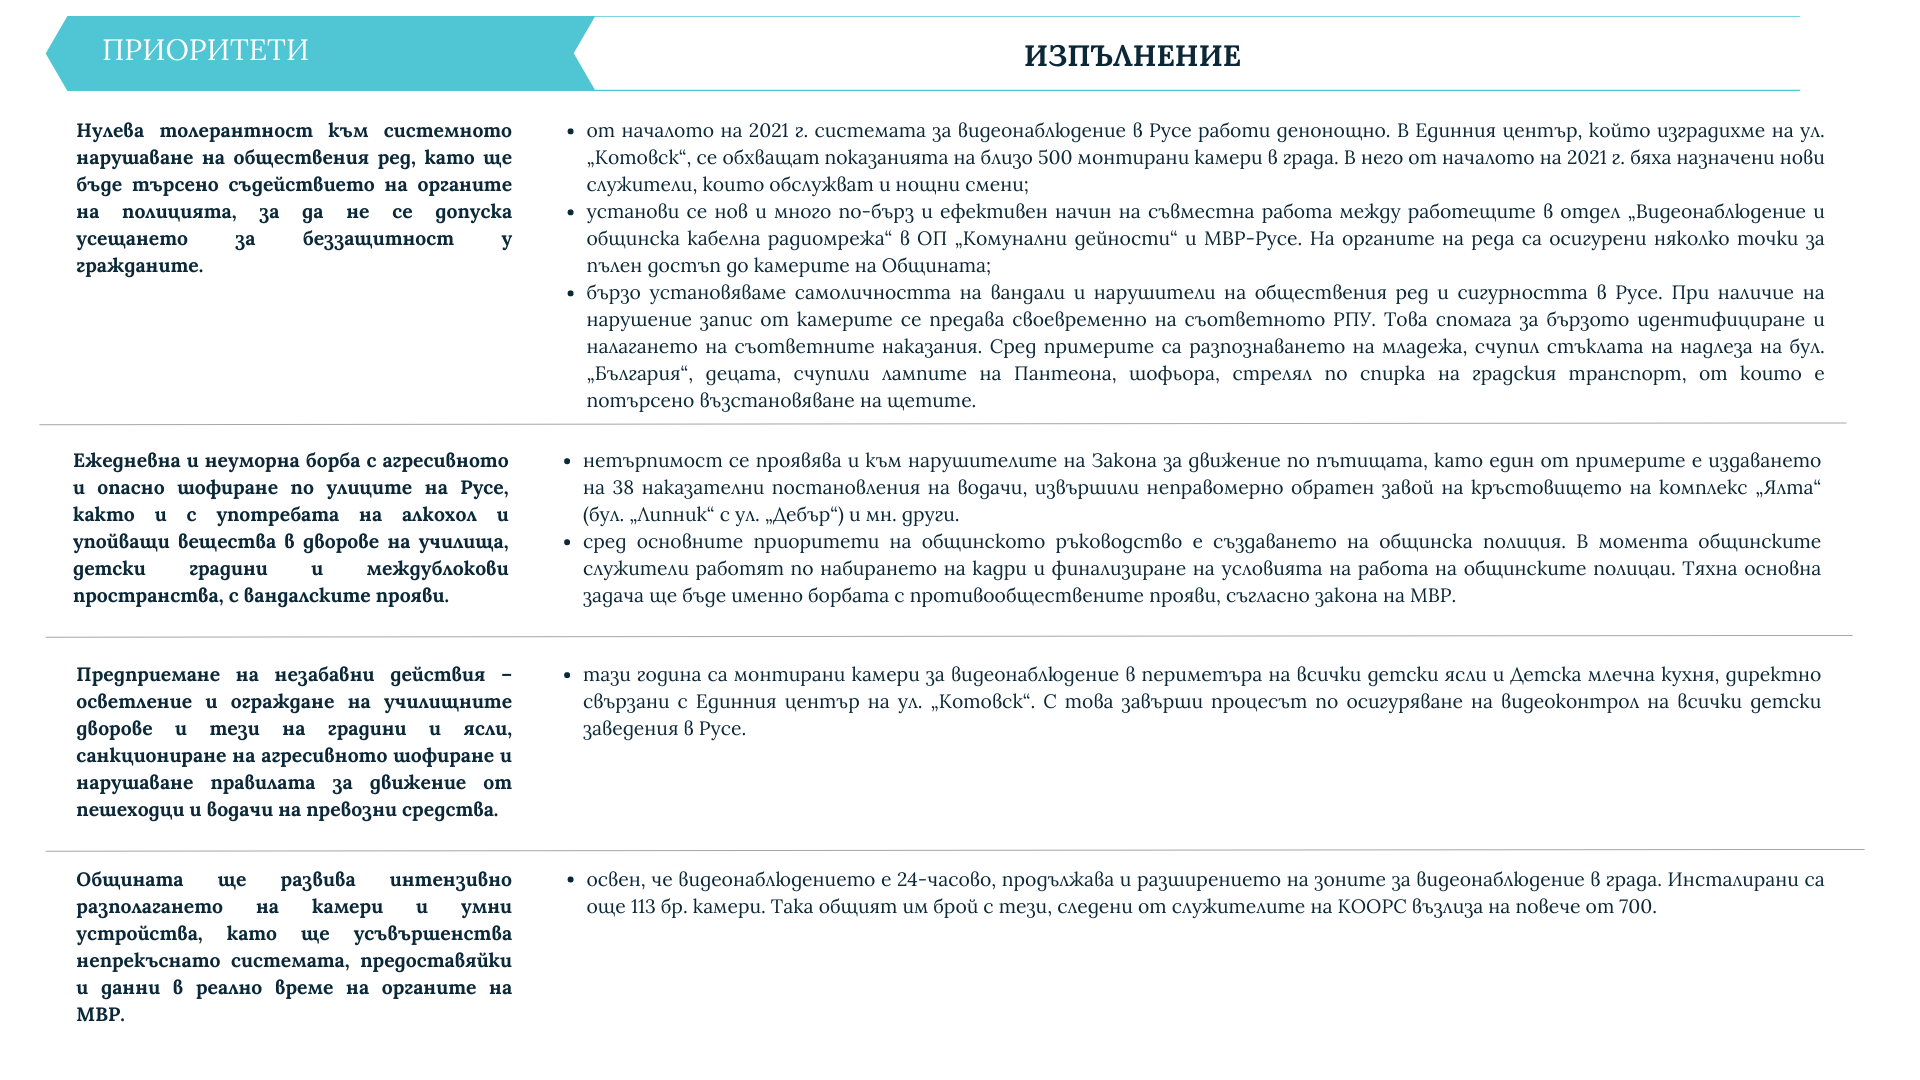 ПРИОРИТЕТИ
ИЗПЪЛНЕНИЕ
Нулева толерантност към системното
нарушаване на обществения ред, като ще
бъде търсено съдействието на органите
на полицията, за да не се допуска
усещането за беззащитност у
гражданите.
• от началото на 2021 г. системата за видеонаблюдение в Русе работи денонощно. В Единния център, който изградихме на ул.
„Котовск“, се обхващат показанията на близо 500 монтирани камери в града. В него от началото на 2021 г. бяха назначени нови
служители, които обслужват и нощни смени;
• установи се нов и много по-бърз и ефективен начин на съвместна работа между работещите в отдел „Видеонаблюдение и
общинска кабелна радиомрежа“ в ОП „Комунални дейности“ и МВР-Русе. На органите на реда са осигурени няколко точки за
пълен достъп до камерите на Общината;
• бързо установяваме самоличността на вандали и нарушители на обществения ред и сигурността в Русе. При наличие на
нарушение запис от камерите се предава своевременно на съответното РПУ. Това спомага за бързото идентифициране и
налагането на съответните наказания. Сред примерите са разпознаването на младежа, счупил стъклата на надлеза на бул.
„България“, децата, счупили лампите на Пантеона, шофьора, стрелял по спирка на градския транспорт, от които е
потърсено възстановяване на щетите.
Ежедневна и неуморна борба с агресивното
и опасно шофиране по улиците на Русе,
както и с употребата на алкохол и
упойващи вещества в дворове на училища,
детски градини и междублокови
пространства, с вандалските прояви.
• нетърпимост се проявява и към нарушителите на Закона за движение по пътищата, като един от примерите е издаването
на 38 наказателни постановления на водачи, извършили неправомерно обратен завой на кръстовището на комплекс „Ялта“
(бул. „Липник“ с ул. „Дебър“) и мн. други.
• сред основните приоритети на общинското ръководство е създаването на общинска полиция. В момента общинските
служители работят по набирането на кадри и финализиране на условията на работа на общинските полицаи. Тяхна основна
задача ще бъде именно борбата с противообществените прояви, съгласно закона на МВР.
Предприемане на незабавни действия –
осветление и ограждане на училищните
дворове и тези на градини и ясли,
санкциониране на агресивното шофиране и
нарушаване правилата за движение от
пешеходци и водачи на превозни средства.
• тази година са монтирани камери за видеонаблюдение в периметъра на всички детски ясли и Детска млечна кухня, директно
свързани с Единния център на ул. „Котовск“. С това завърши процесът по осигуряване на видеоконтрол на всички детски
заведения в Русе.
Общината ще развива интензивно
разполагането на камери и умни
устройства, като ще усъвършенства
непрекъснато системата, предоставяйки
и данни в реално време на органите на
МВР.
• освен, че видеонаблюдението е 24-часово, продължава и разширението на зоните за видеонаблюдение в града. Инсталирани са
още 113 бр. камери. Така общият им брой с тези, следени от служителите на КООРС възлиза на повече от 700.